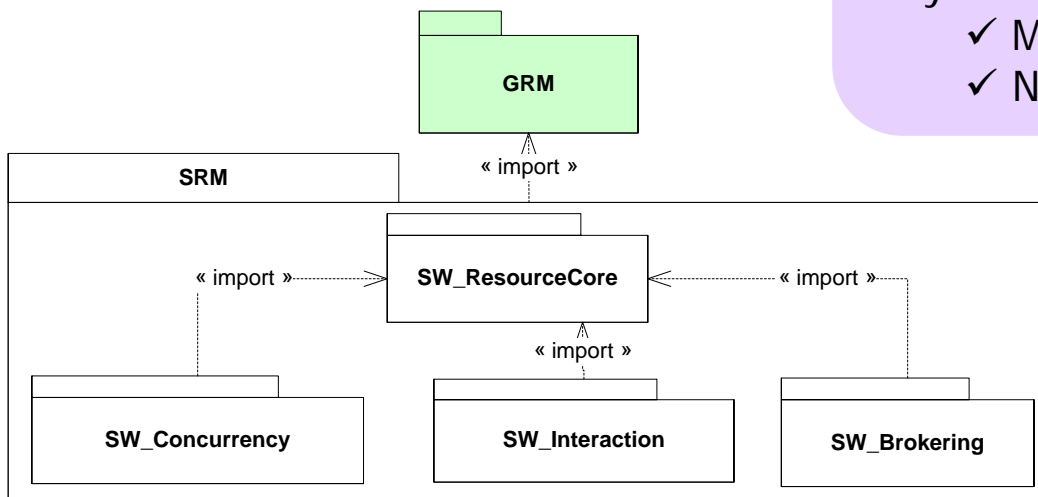 GRM
« import »
SRM
SW_ResourceCore
« import »
« import »
« import »
SW_Concurrency
SW_Interaction
SW_Brokering
✓ M
✓ N